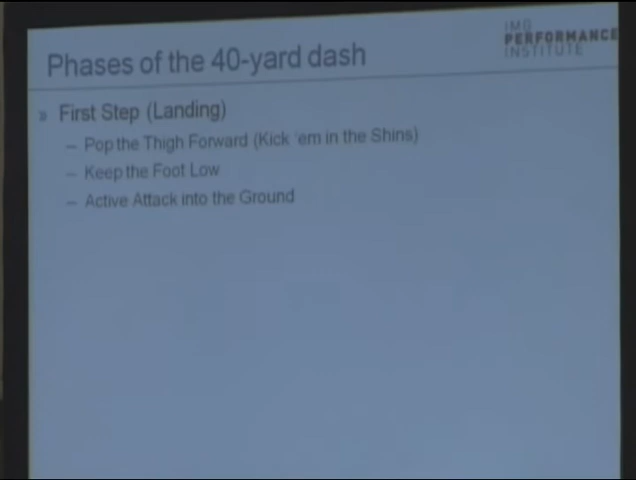 IMG
PERFORMANCE
INSTITUTE
Phases of the 40-yard dash
» First Step (Landing)
– Pop the Thigh Forward (Kick 'em in the Shins)
– Keep the Foot Low
– Active Attack into the Ground